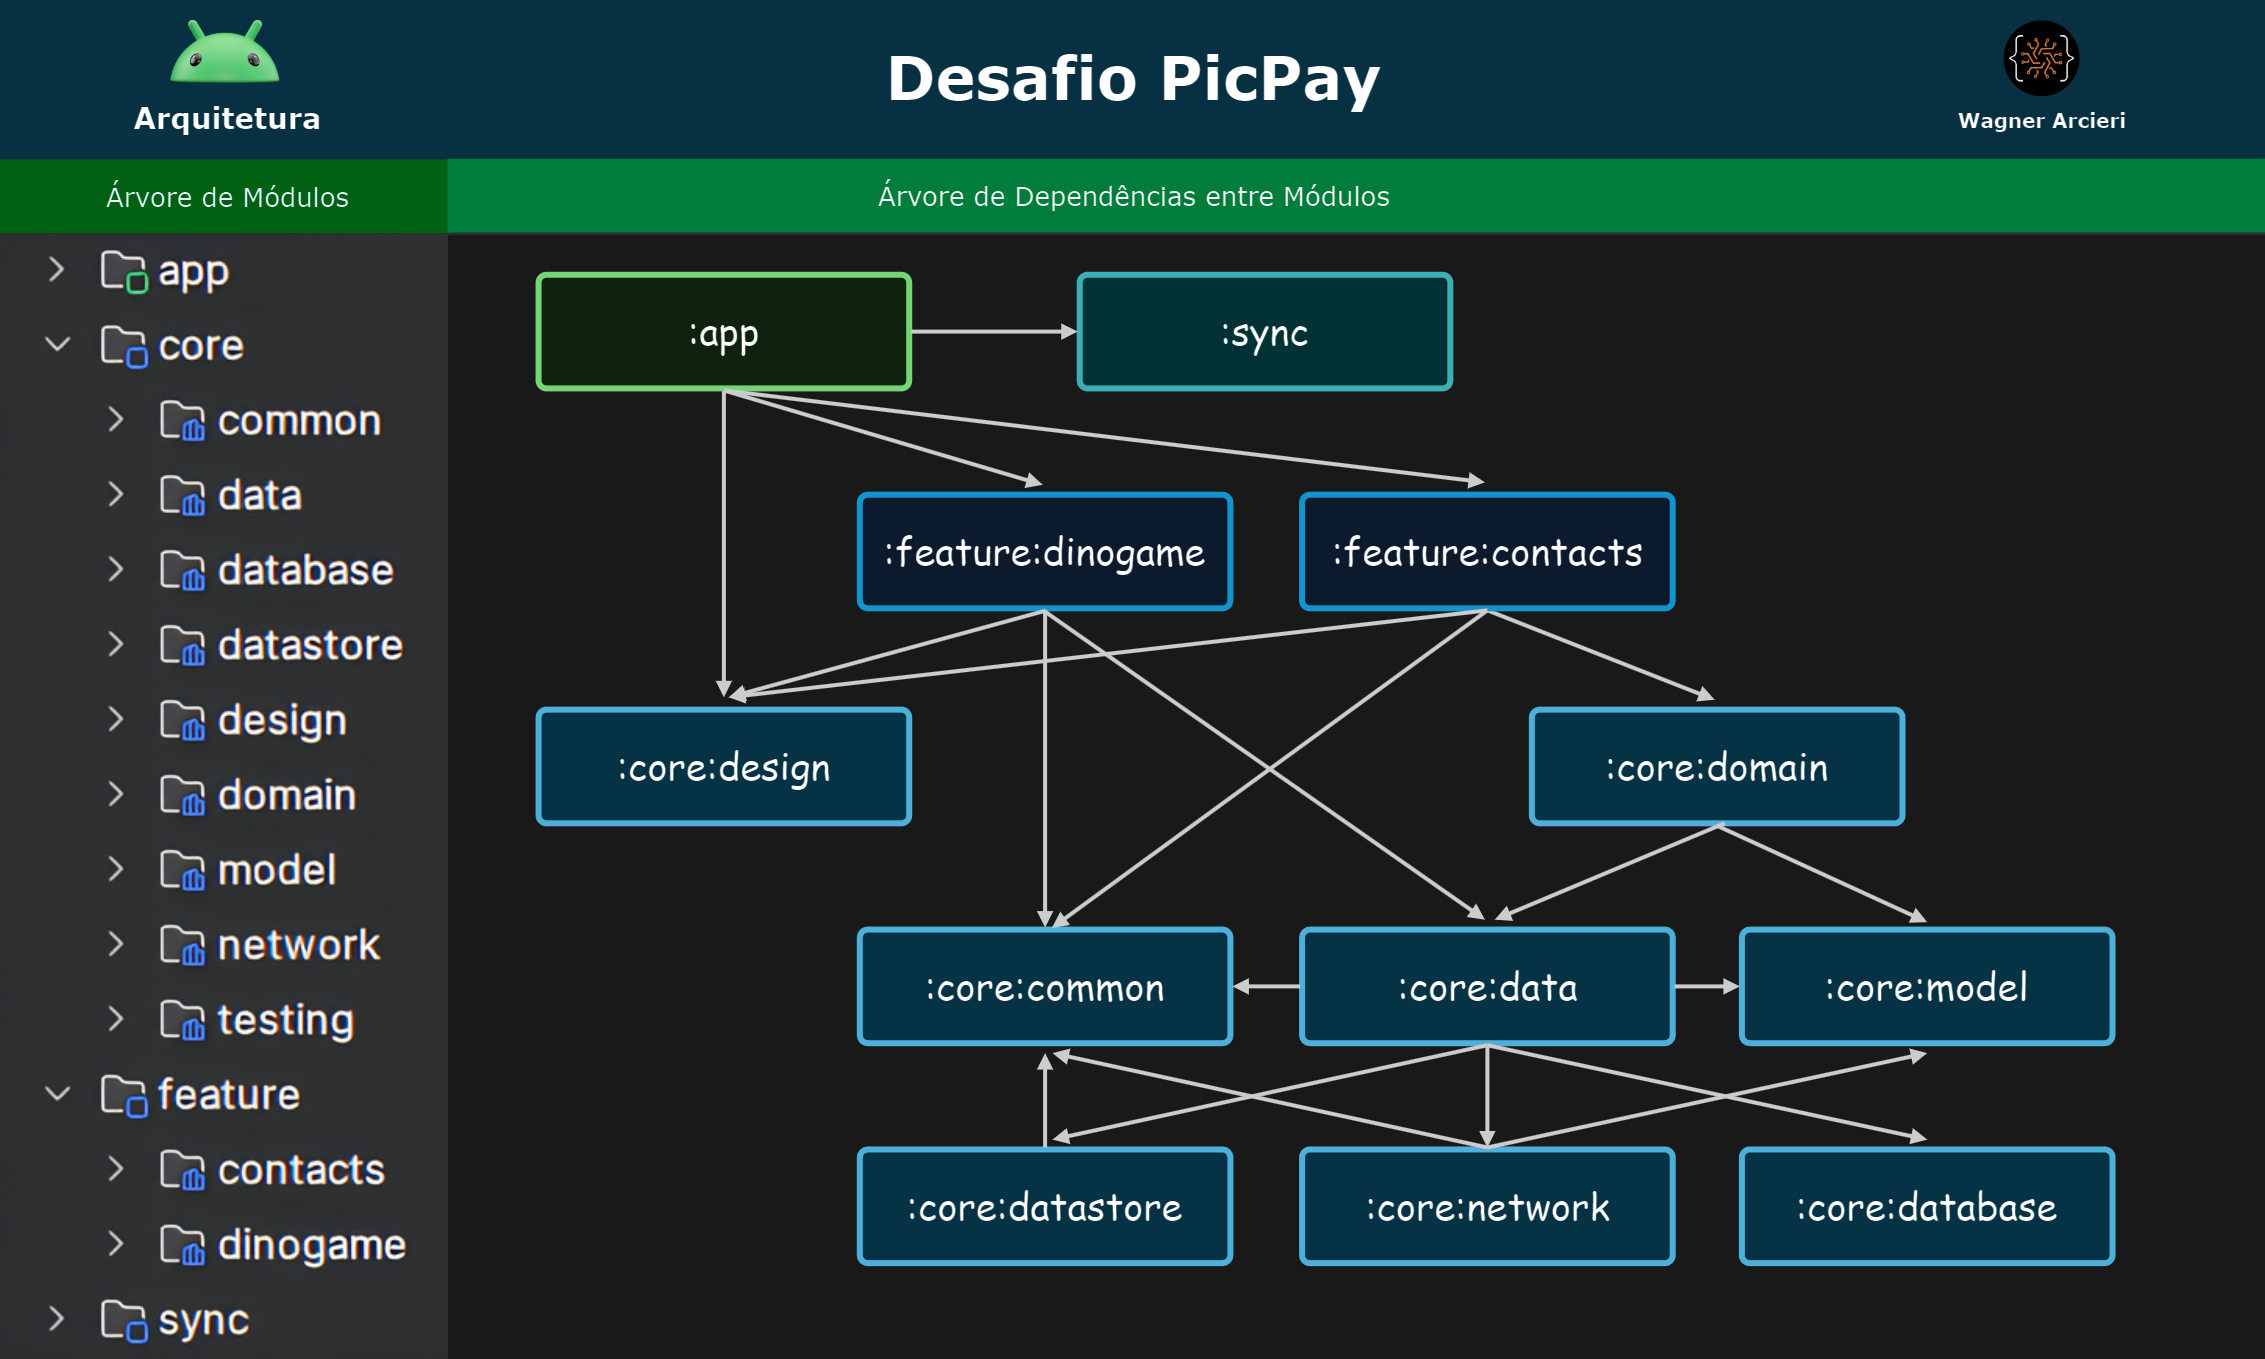 Arquitetura
Desafio PicPay
Wagner Arcieri
Árvore de Módulos
Árvore de Dependências entre Módulos
app
core
common
data
database
datastore
design
domain
model
network
testing
feature
contacts
dinogame
sync
:app
:sync
:feature:dinogame
:feature:contacts
:core:design
:core:domain
:core:common
:core:data
:core:model
:core:datastore
:core:network
:core:database